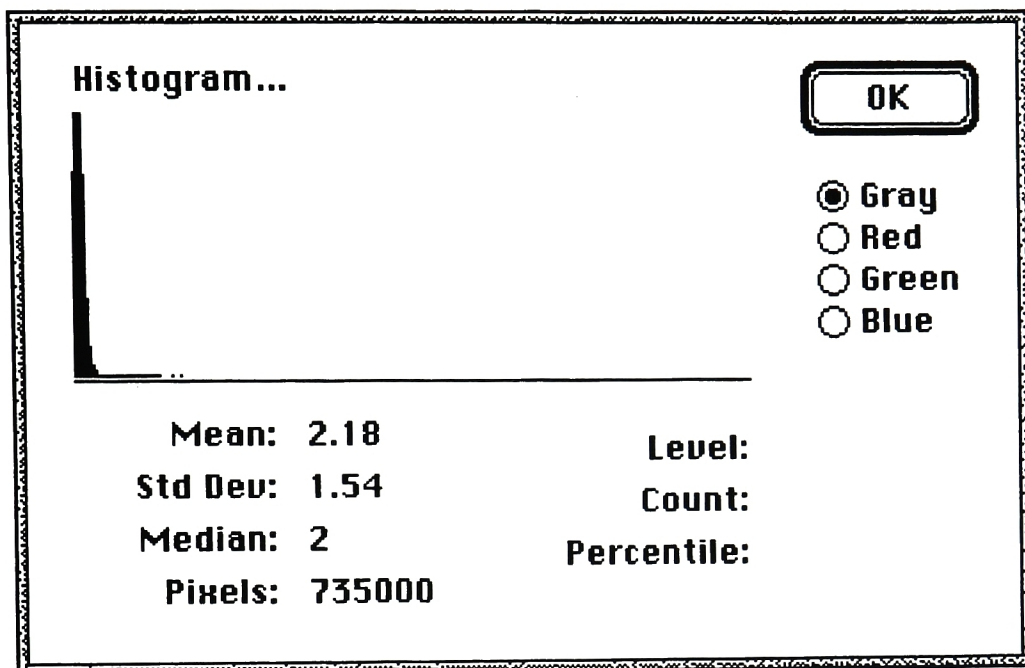 Histogram...
OK
Gray
Red
Green
Blue
Mean: 2.18
Std Dev: 1.54
Median: 2
Pixels: 735000
Level:
Count:
Percentile: